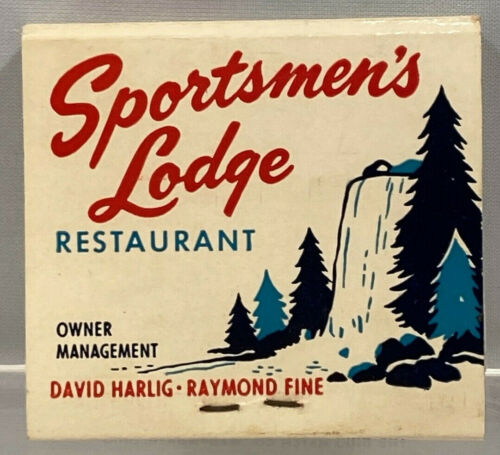 Sportsmen's
Lodge
RESTAURANT
OWNER
MANAGEMENT
DAVID HARLIG · RAYMOND FINE